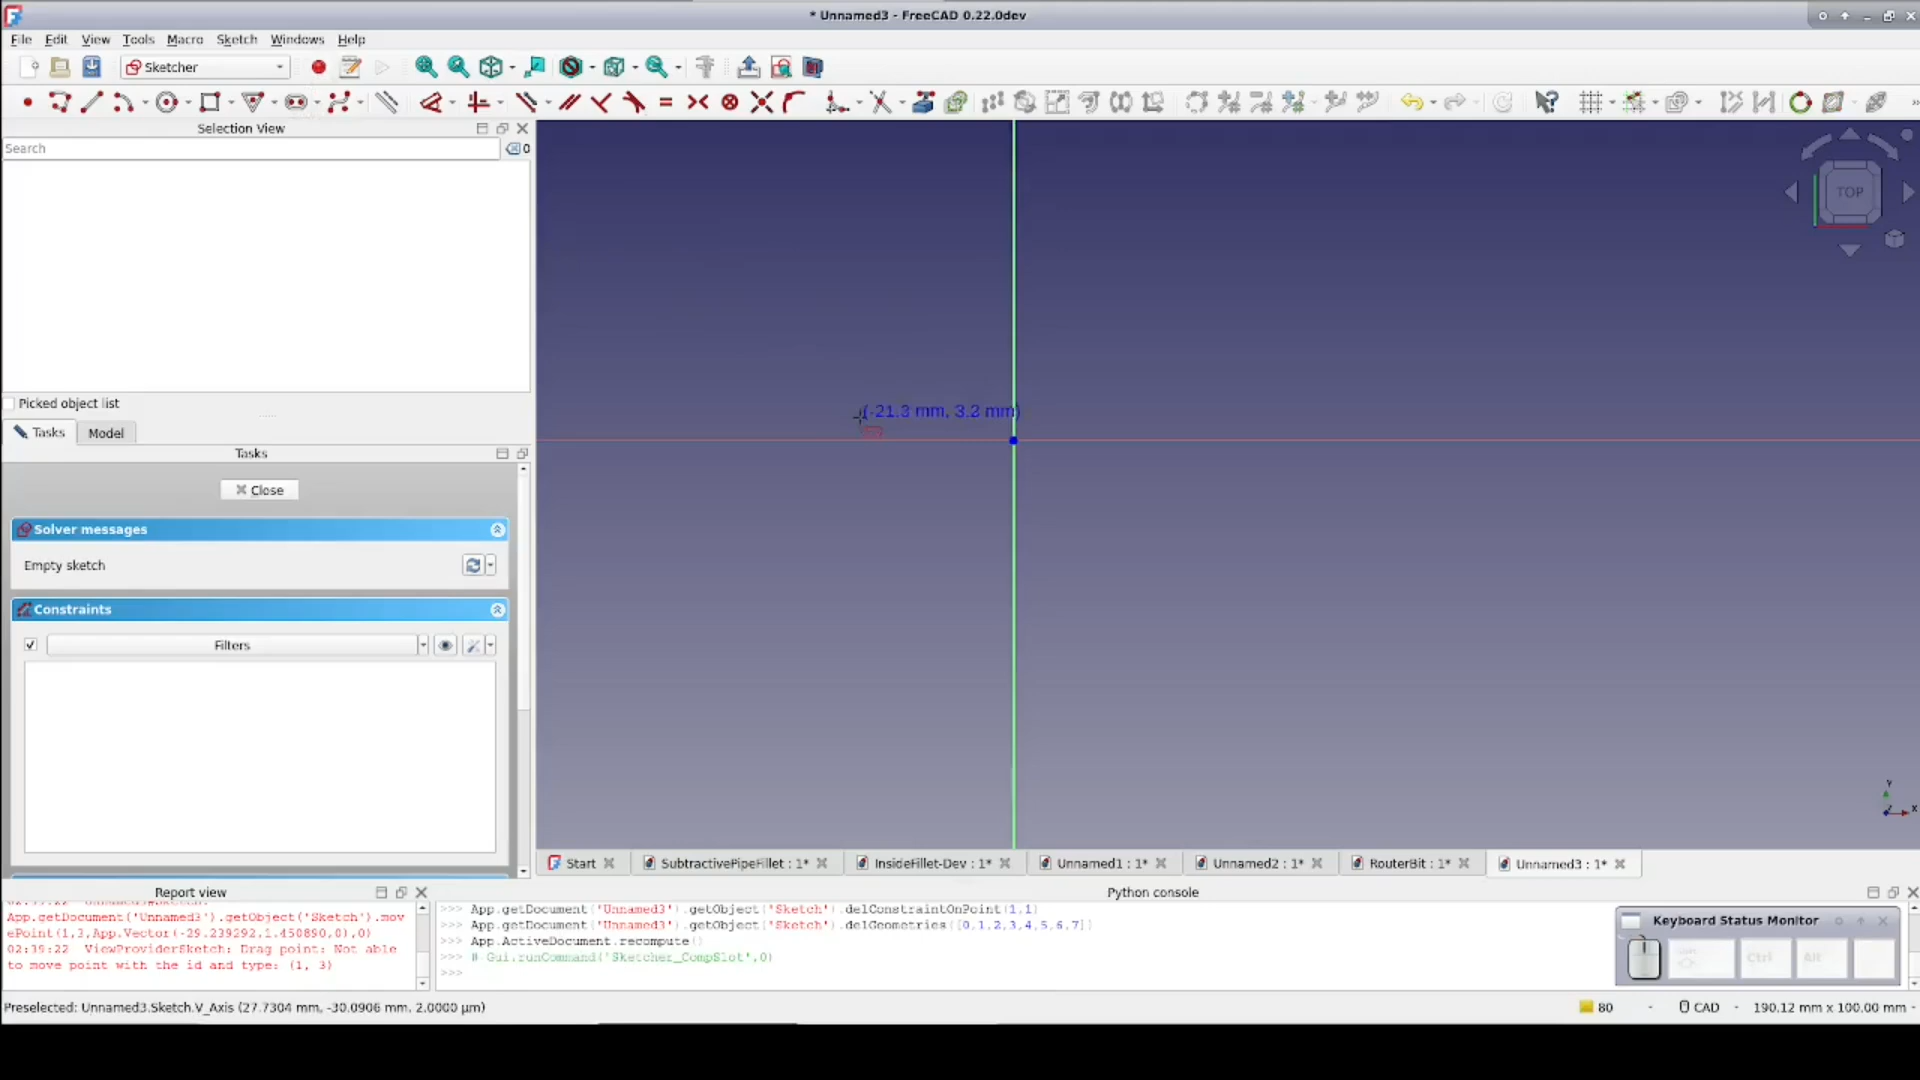 * Unnamed3 - FreeCAD 0.22.0dev
File Edit View Tools Macro Sketch Windows Help
Sketcher
Selection View
Search
0
Picked object list
Tasks
Model
Tasks
Close
Solver messages
Empty sketch
Constraints
Filters
(-21.3 mm, 3.2 mm)
TOP
Y
Z
X
Start
SubtractivePipeFillet : 1*
InsideFillet-Dev : 1*
Unnamed1 : 1*
Unnamed2 : 1*
RouterBit : 1*
Unnamed3 : 1*
Report view
App.getDocument('Unnamed3').getObject('Sketch').mov
ePoint(1,3,App.Vector(-29.239292,1.450890,0),0)
02:39:22 ViewProviderSketch: Drag point: Not able
to move point with the id and type: (1, 3)
Python console
>>> App.getDocument('Unnamed3').getObject('Sketch').delConstraintOnPoint(1,1)
>>> App.getDocument('Unnamed3').getObject('Sketch').delGeometries([0,1,2,3,4,5,6,7])
>>> App.ActiveDocument.recompute()
>>> # Gui.runCommand('Sketcher_CompSlot',0)
>>>
Keyboard Status Monitor
Ctrl
Alt
Preselected: Unnamed3.Sketch.V_Axis (27.7304 mm, -30.0906 mm, 2.0000 µm)
80
CAD
190.12 mm x 100.00 mm